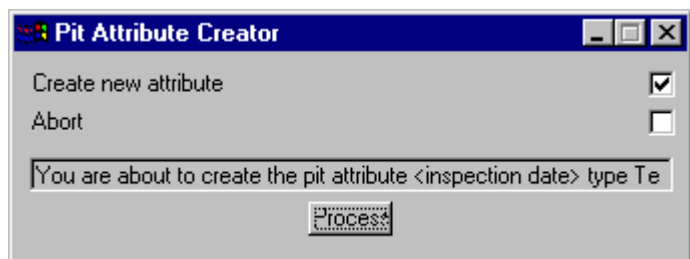 Pit Attribute Creator
Create new attribute
Abort
You are about to create the pit attribute <inspection date> type Te
Process